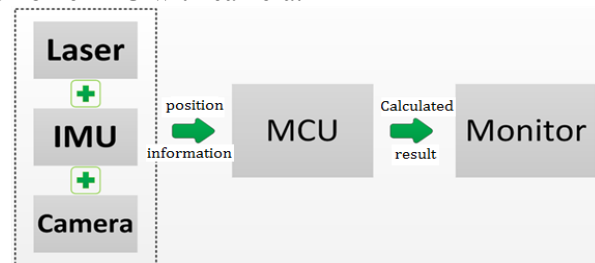 Laser
IMU
Camera
position
information
MCU
Calculated
result
Monitor